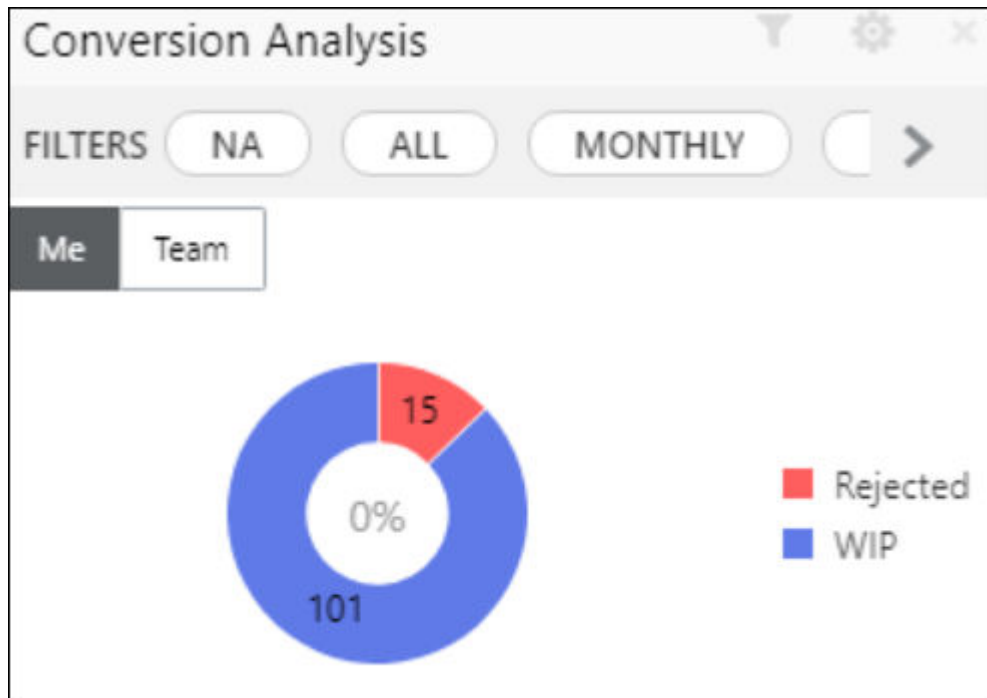 Conversion Analysis
FILTERS NA ALL MONTHLY
Me Team
15
0%
101
Rejected
WIP